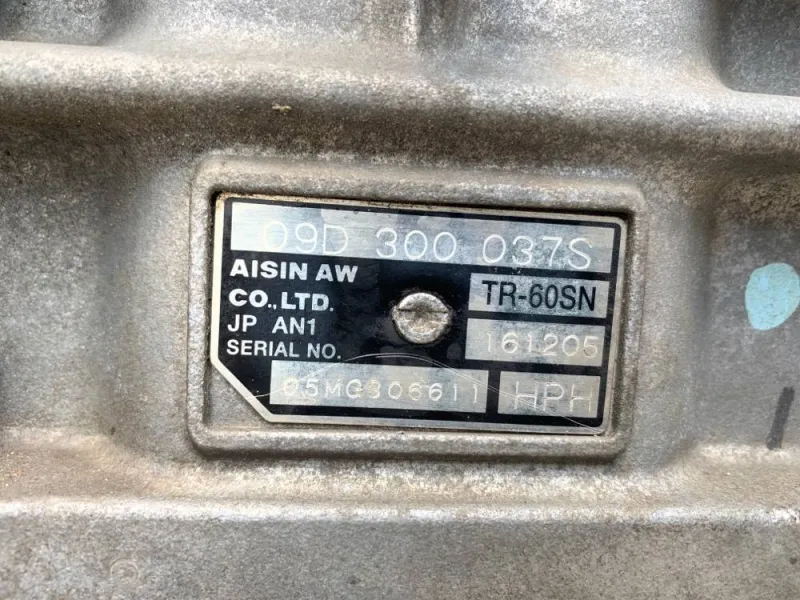 09D 300 037S
AISIN AW
CO.,LTD.
TR-60SN
JP AN1
161205
SERIAL NO.
05MG306611
HPH